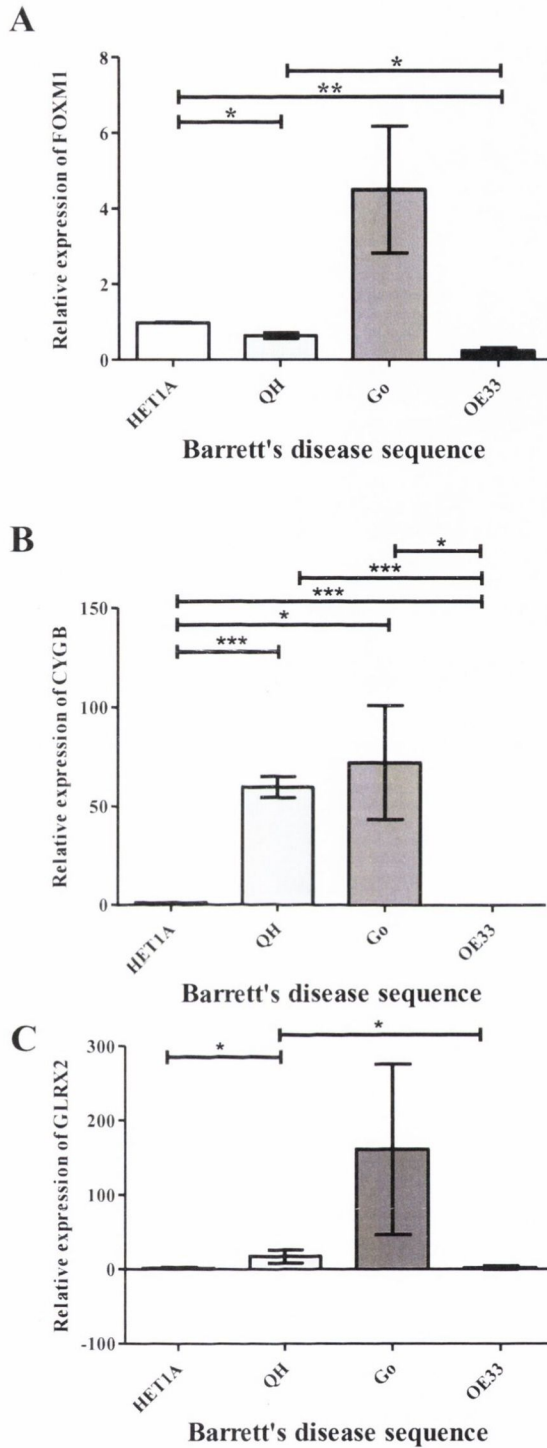 A
Relative expression of FOXM1
8
6
4
2
0
*
**
*
HET1A
QH
Go
OE33
Barrett's disease sequence
B
Relative expression of CYGB
150
100
50
0
*
***
***
*
***
HET1A
QH
Go
OE33
Barrett's disease sequence
C
Relative expression of GLRX2
300
200
100
0
-100
*
*
HET1A
QH
Go
OE33
Barrett's disease sequence